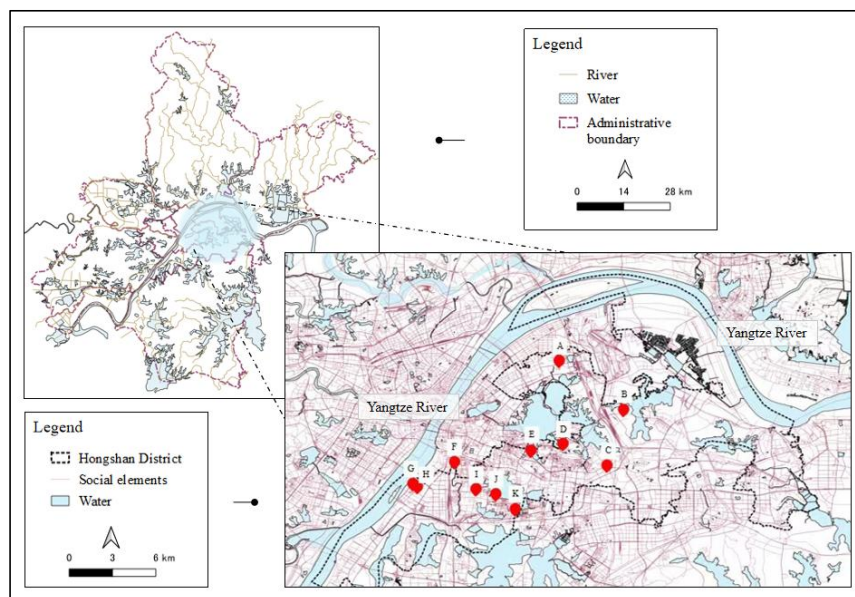 Legend
River
Water
Administrative
boundary
0 14 28 km
Yangtze River
Yangtze River
A
B
C
D
E
F
G
H
I
J
K
Legend
Hongshan District
Social elements
Water
0 3 6 km